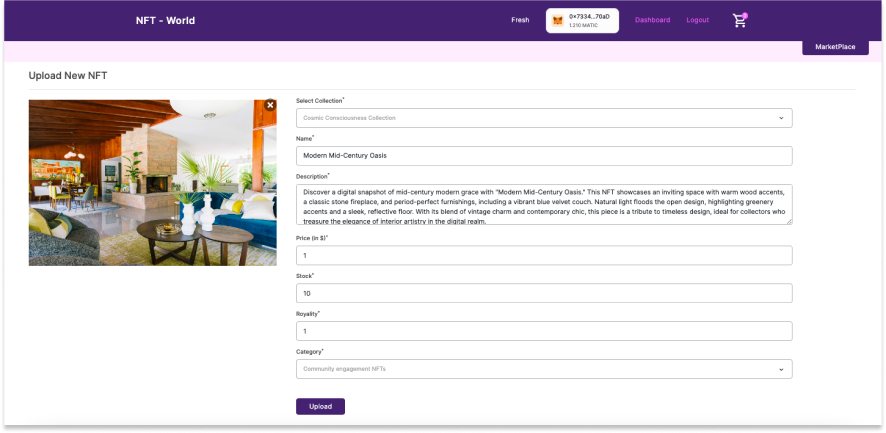 NFT - World
Fresh
0x7334...70aD
1.210 MATIC
Dashboard
Logout
MarketPlace
Upload New NFT
Select Collection*
Cosmic Consciousness Collection
Name*
Modern Mid-Century Oasis
Description*
Discover a digital snapshot of mid-century modern grace with "Modern Mid-Century Oasis." This NFT showcases an inviting space with warm wood accents,
a classic stone fireplace, and period-perfect furnishings, including a vibrant blue velvet couch. Natural light floods the open design, highlighting greenery
accents and a sleek, reflective floor. With its blend of vintage charm and contemporary chic, this piece is a tribute to timeless design, ideal for collectors who
treasure the elegance of interior artistry in the digital realm.
Price (in $)*
1
Stock*
10
Royality*
1
Category*
Community engagement NFTs
Upload